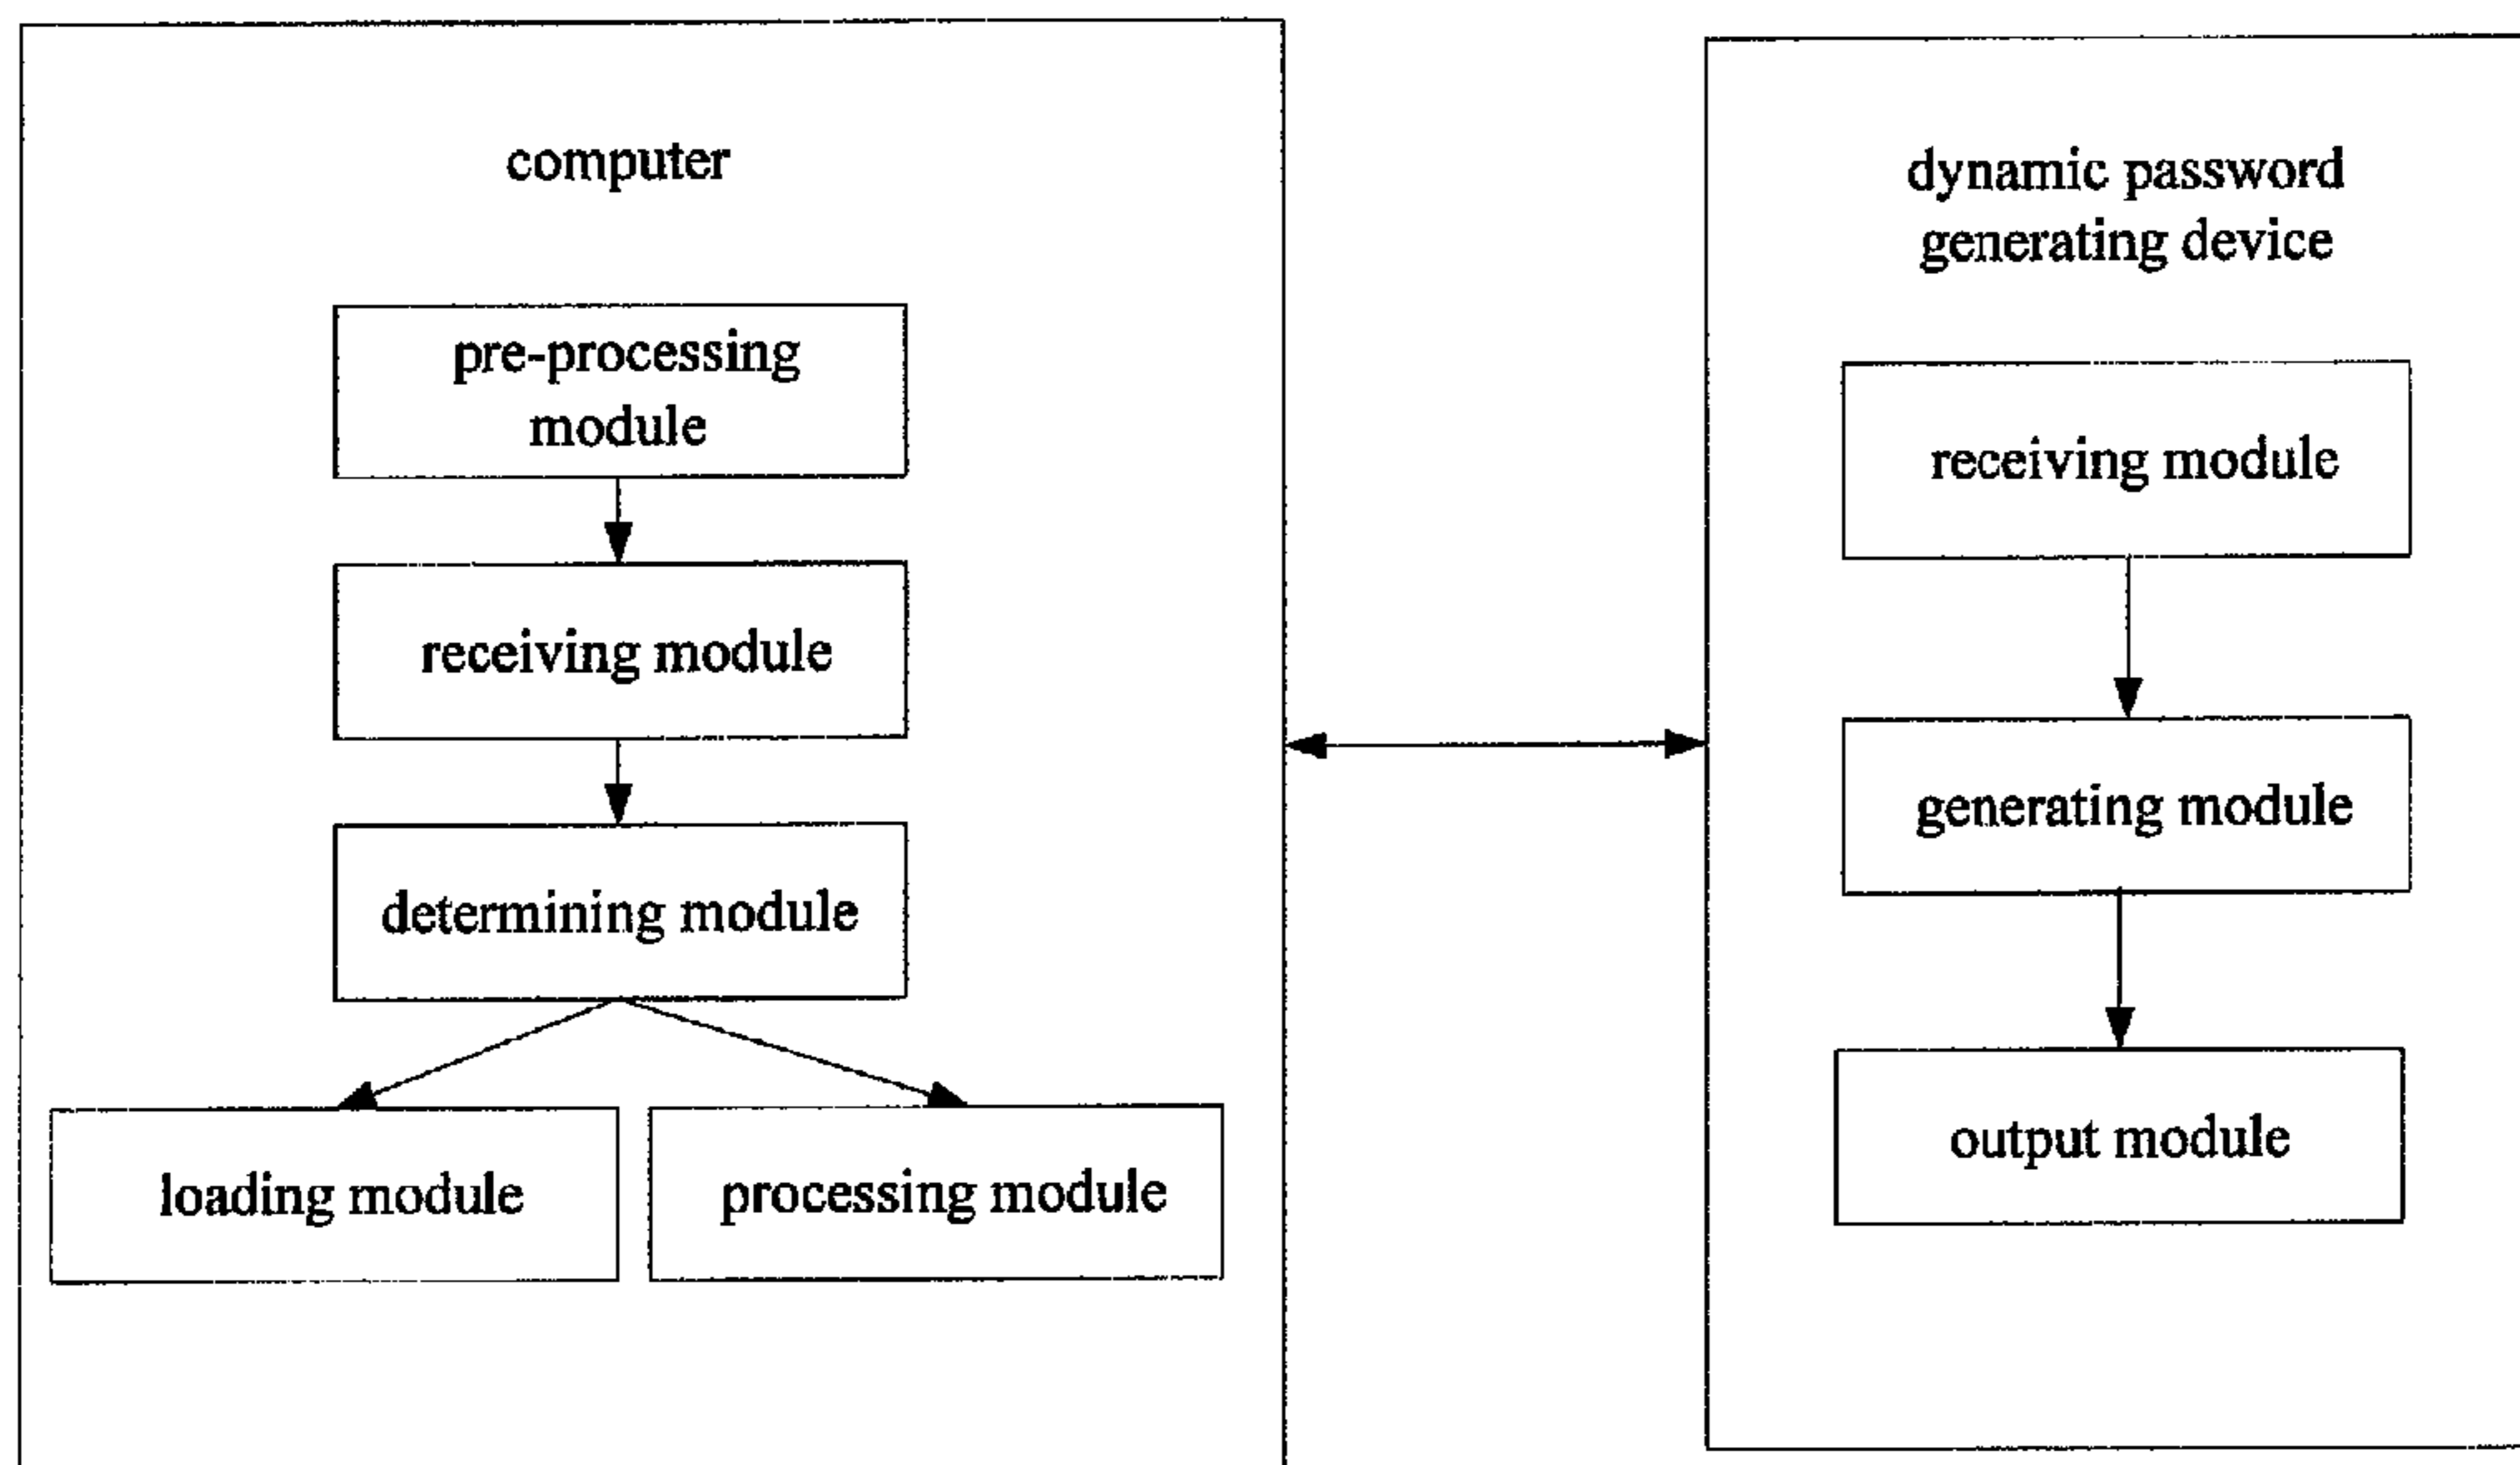 computer
pre-processing
module
receiving module
determining module
loading module
processing module
dynamic password
generating device
receiving module
generating module
output module